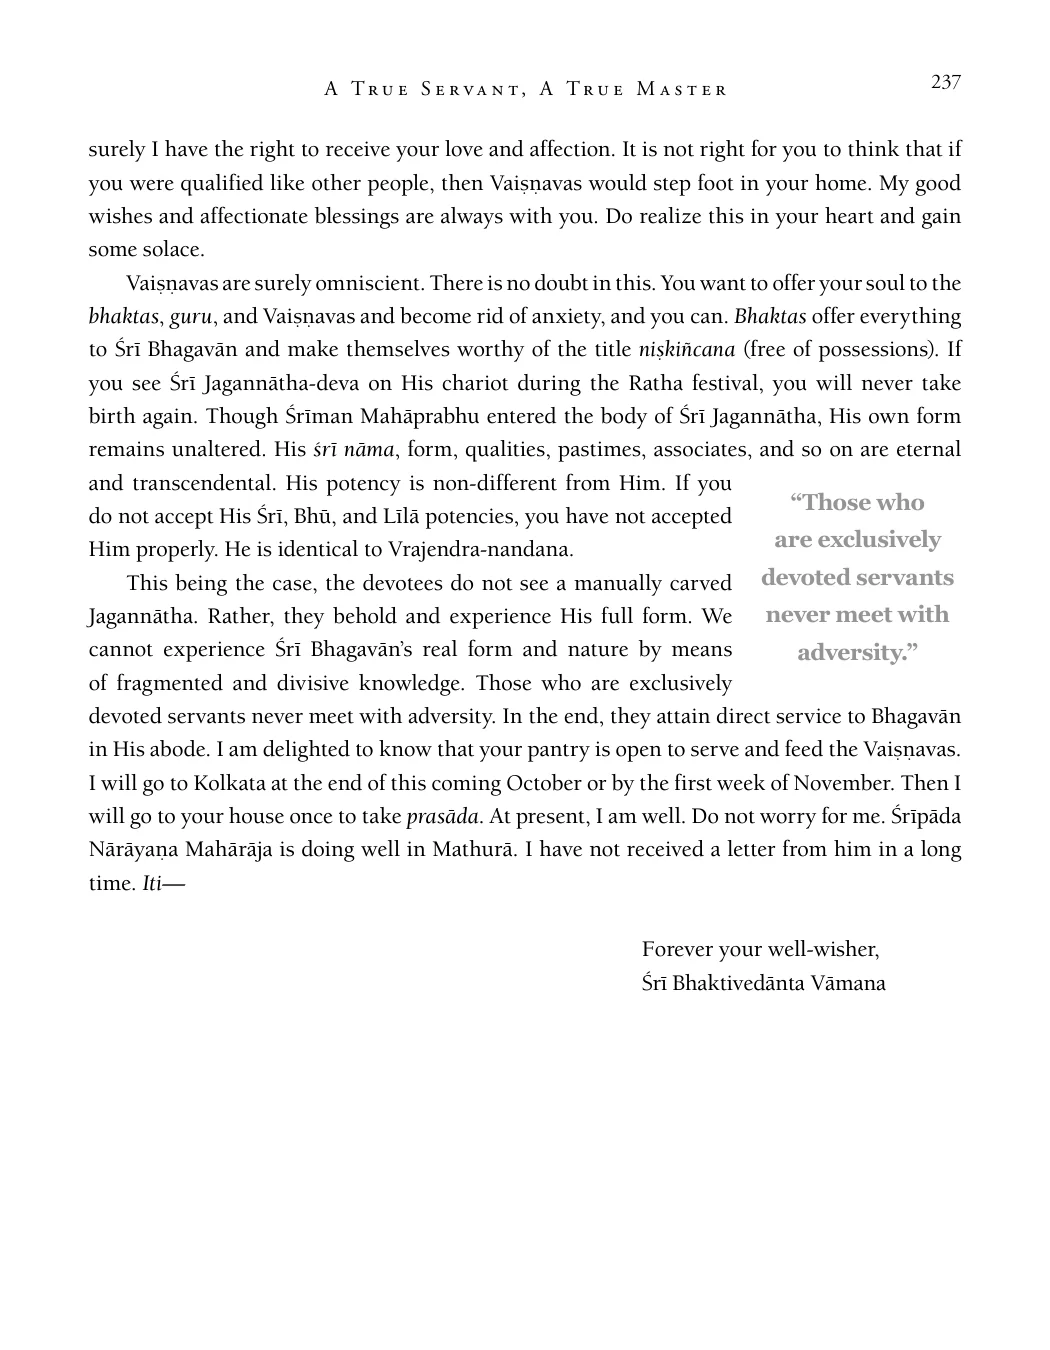 A True Servant, A True Master
237
surely I have the right to receive your love and affection. It is not right for you to think that if
you were qualified like other people, then Vaiṣṇavas would step foot in your home. My good
wishes and affectionate blessings are always with you. Do realize this in your heart and gain
some solace.
Vaiṣṇavas are surely omniscient. There is no doubt in this. You want to offer your soul to the
bhaktas, guru, and Vaiṣṇavas and become rid of anxiety, and you can. Bhaktas offer everything
to Śrī Bhagavān and make themselves worthy of the title niṣkiñcana (free of possessions). If
you see Śrī Jagannātha-deva on His chariot during the Ratha festival, you will never take
birth again. Though Śrīman Mahāprabhu entered the body of Śrī Jagannātha, His own form
remains unaltered. His śrī nāma, form, qualities, pastimes, associates, and so on are eternal
and transcendental. His potency is non-different from Him. If you
do not accept His Śrī, Bhū, and Līlā potencies, you have not accepted
Him properly. He is identical to Vrajendra-nandana.
This being the case, the devotees do not see a manually carved
Jagannātha. Rather, they behold and experience His full form. We
cannot experience Śrī Bhagavān's real form and nature by means
of fragmented and divisive knowledge. Those who are exclusively
“Those who
are exclusively
devoted servants
never meet with
adversity.”
devoted servants never meet with adversity. In the end, they attain direct service to Bhagavān
in His abode. I am delighted to know that your pantry is open to serve and feed the Vaiṣṇavas.
I will go to Kolkata at the end of this coming October or by the first week of November. Then I
will go to your house once to take prasāda. At present, I am well. Do not worry for me. Śrīpāda
Nārāyaṇa Mahārāja is doing well in Mathurā. I have not received a letter from him in a long
time. Iti—
Forever your well-wisher,
Śrī Bhaktivedānta Vāmana